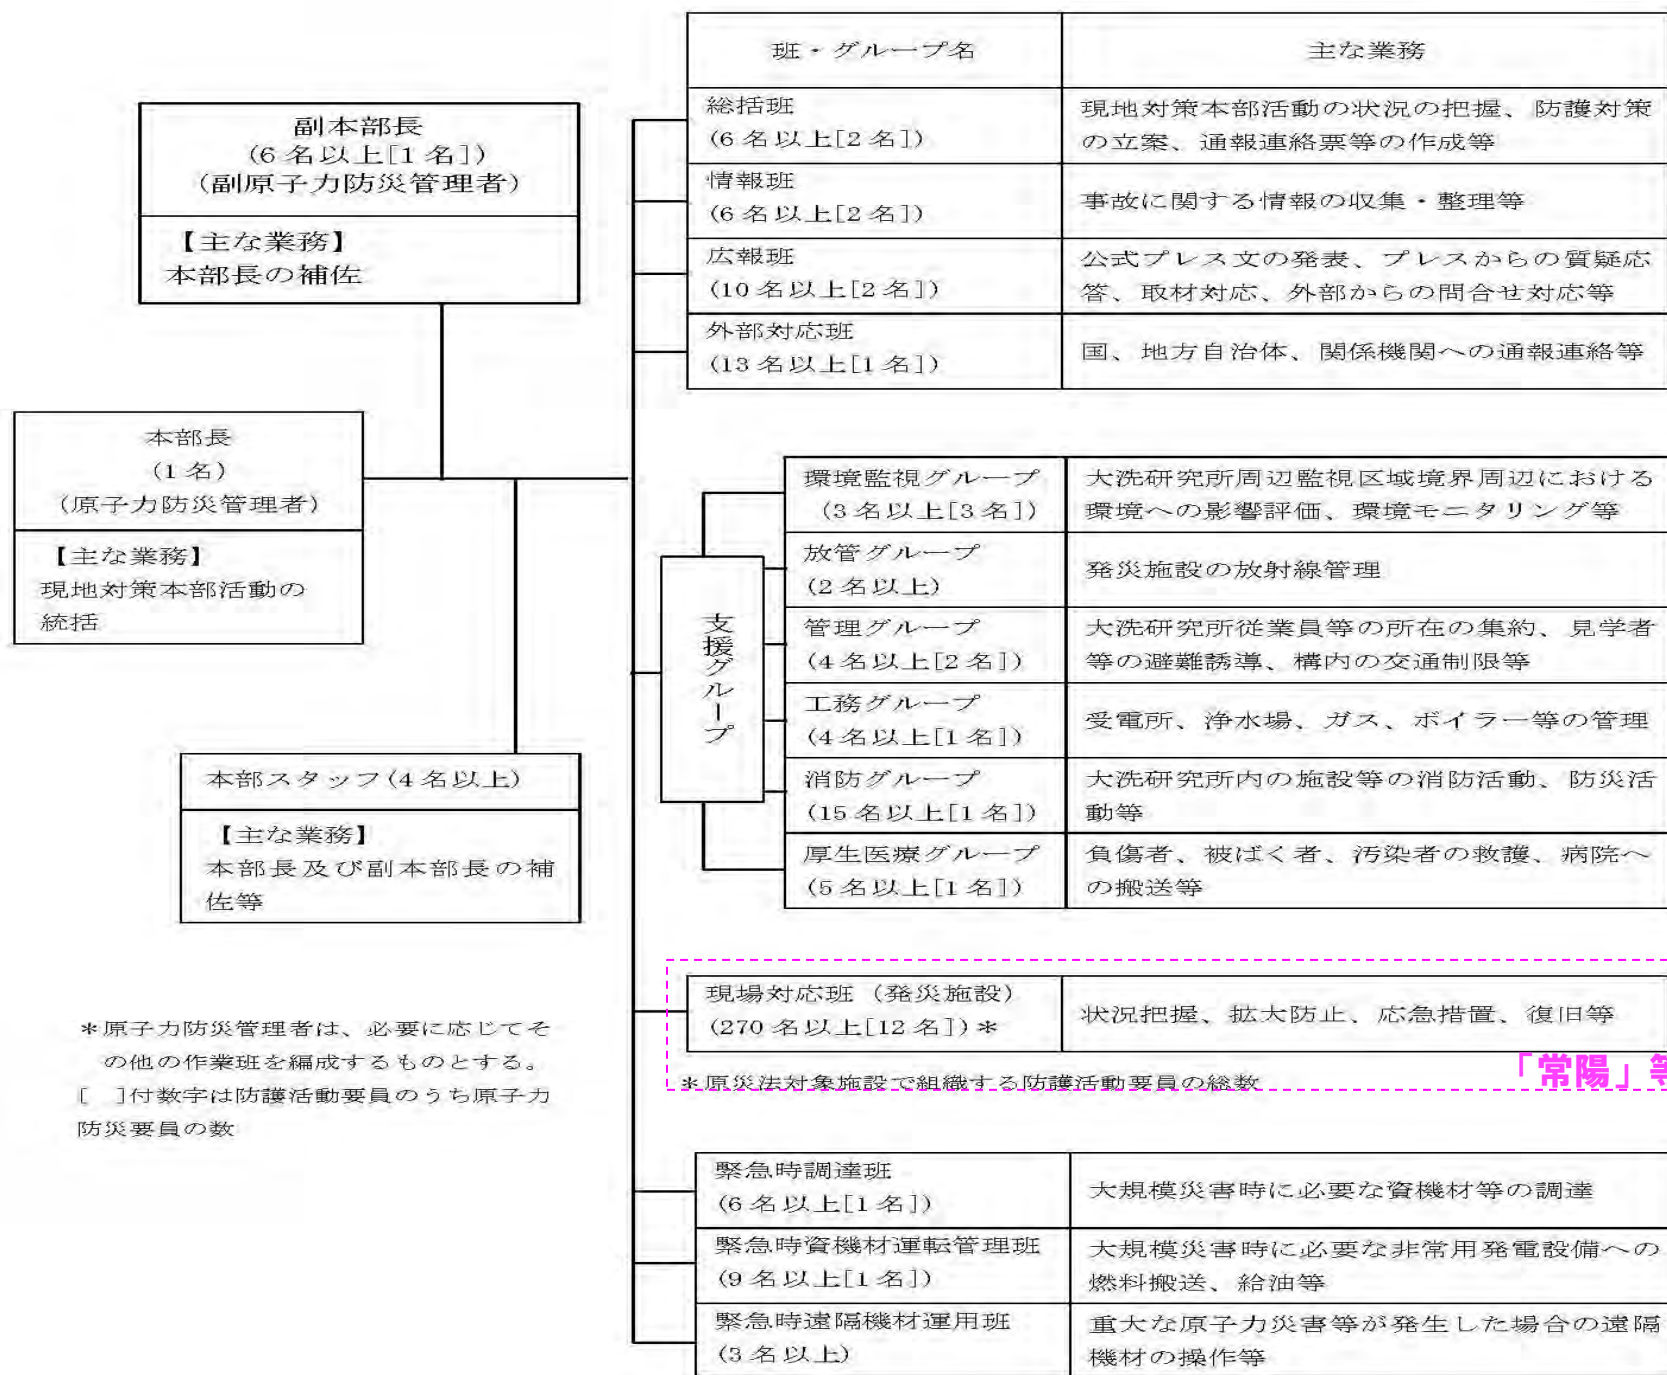 副本部長
(6名以上[1名])
(副原子力防災管理者)
【主な業務】
本部長の補佐
本部長
(1名)
(原子力防災管理者)
【主な業務】
現地対策本部活動の
統括
本部スタッフ(4名以上)
【主な業務】
本部長及び副本部長の補
佐等
*原子力防災管理者は、必要に応じてそ
の他の作業班を編成するものとする。
[ ]付数字は防護活動要員のうち原子力
防災要員の数
班・グループ名
主な業務
総括班
(6名以上[2名])
現地対策本部活動の状況の把握、防護対策
の立案、通報連絡票等の作成等
情報班
(6名以上[2名])
事故に関する情報の収集・整理等
広報班
(10名以上[2名])
公式プレス文の発表、プレスからの質疑応
答、取材対応、外部からの問合せ対応等
外部対応班
(13名以上[1名])
国、地方自治体、関係機関への通報連絡等
支援グループ
環境監視グループ
(3名以上[3名])
大洗研究所周辺監視区域境界周辺における
環境への影響評価、環境モニタリング等
放管グループ
(2名以上)
発災施設の放射線管理
管理グループ
(4名以上[2名])
大洗研究所従業員等の所在の集約、見学者
等の避難誘導、構内の交通制限等
工務グループ
(4名以上[1名])
受電所、浄水場、ガス、ボイラー等の管理
消防グループ
(15名以上[1名])
大洗研究所内の施設等の消防活動、防災活
動等
厚生医療グループ
(5名以上[1名])
負傷者、被ばく者、汚染者の救護、病院へ
の搬送等
現場対応班(発災施設)
(270名以上[12名])*
状況把握、拡大防止、応急措置、復旧等
「常陽」等
*原災法対象施設で組織する防護活動要員の総数
緊急時調達班
(6名以上[1名])
大規模災害時に必要な資機材等の調達
緊急時資機材運転管理班
(9名以上[1名])
大規模災害時に必要な非常用発電設備への
燃料搬送、給油等
緊急時遠隔機材運用班
(3名以上)
重大な原子力災害等が発生した場合の遠隔
機材の操作等